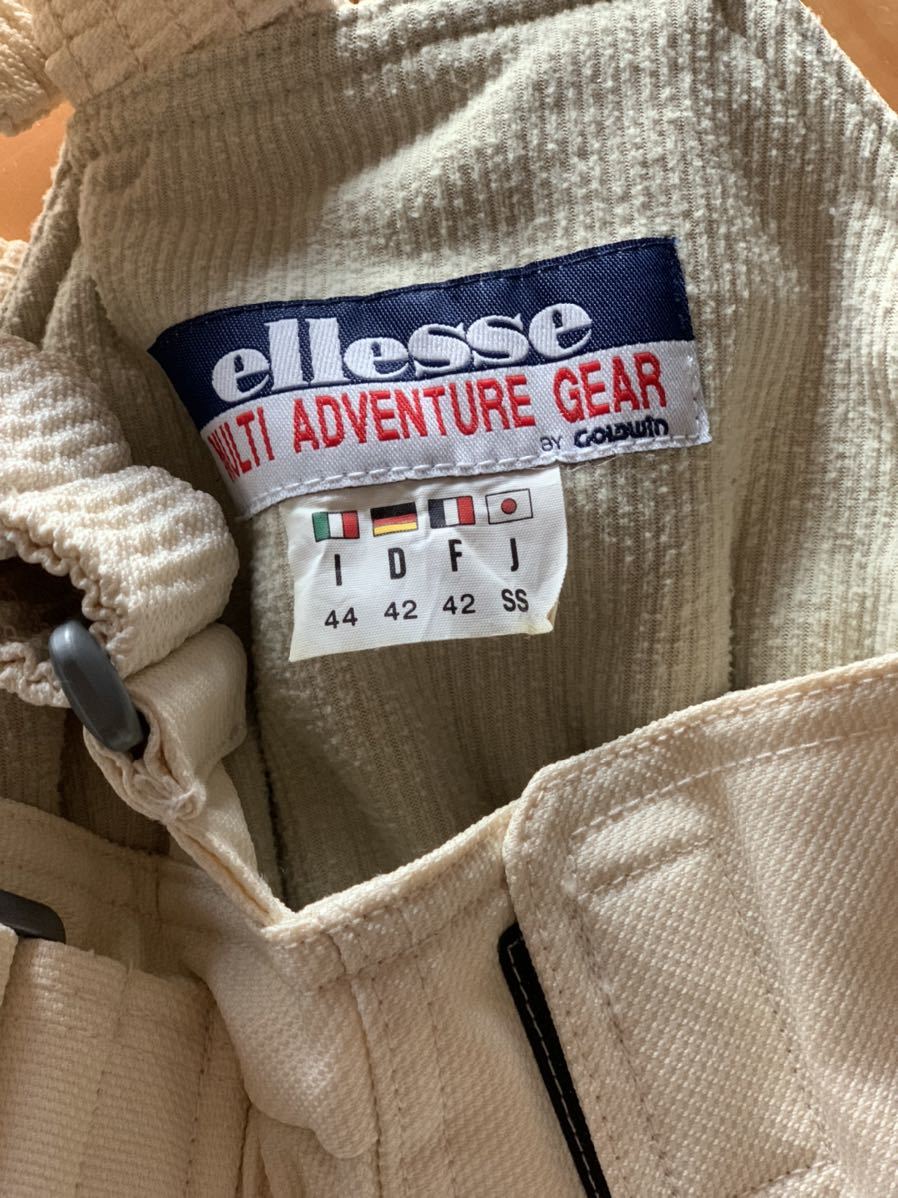 ellesse
MULTI ADVENTURE GEAR
BY GOLDWIN
I D F J
44 42 42 SS